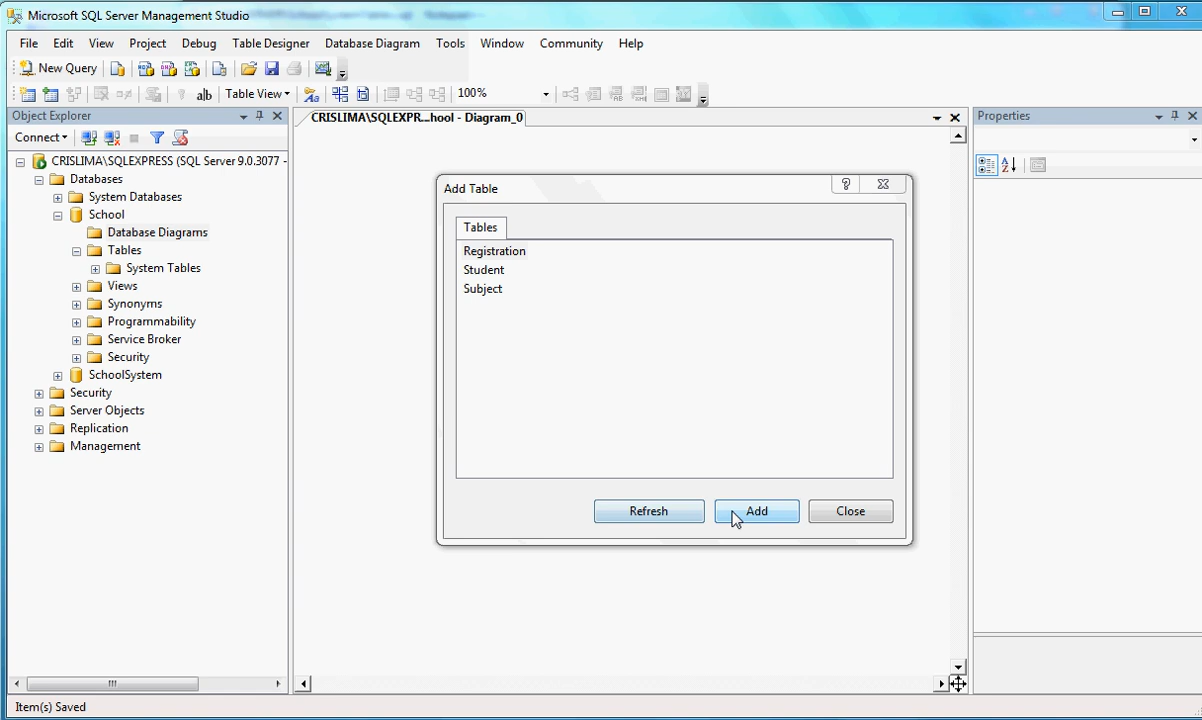 Microsoft SQL Server Management Studio
File Edit View Project Debug Table Designer Database Diagram Tools Window Community Help
New Query
Table View 100%
Object Explorer
Connect
CRISLIMA\SQLEXPRESS (SQL Server 9.0.3077 -
Databases
System Databases
School
Database Diagrams
Tables
System Tables
Views
Synonyms
Programmability
Service Broker
Security
SchoolSystem
Security
Server Objects
Replication
Management
CRISLIMA\SQLEXPR...hool - Diagram_0
Add Table
Tables
Registration
Student
Subject
Refresh Add Close
Properties
Item(s) Saved